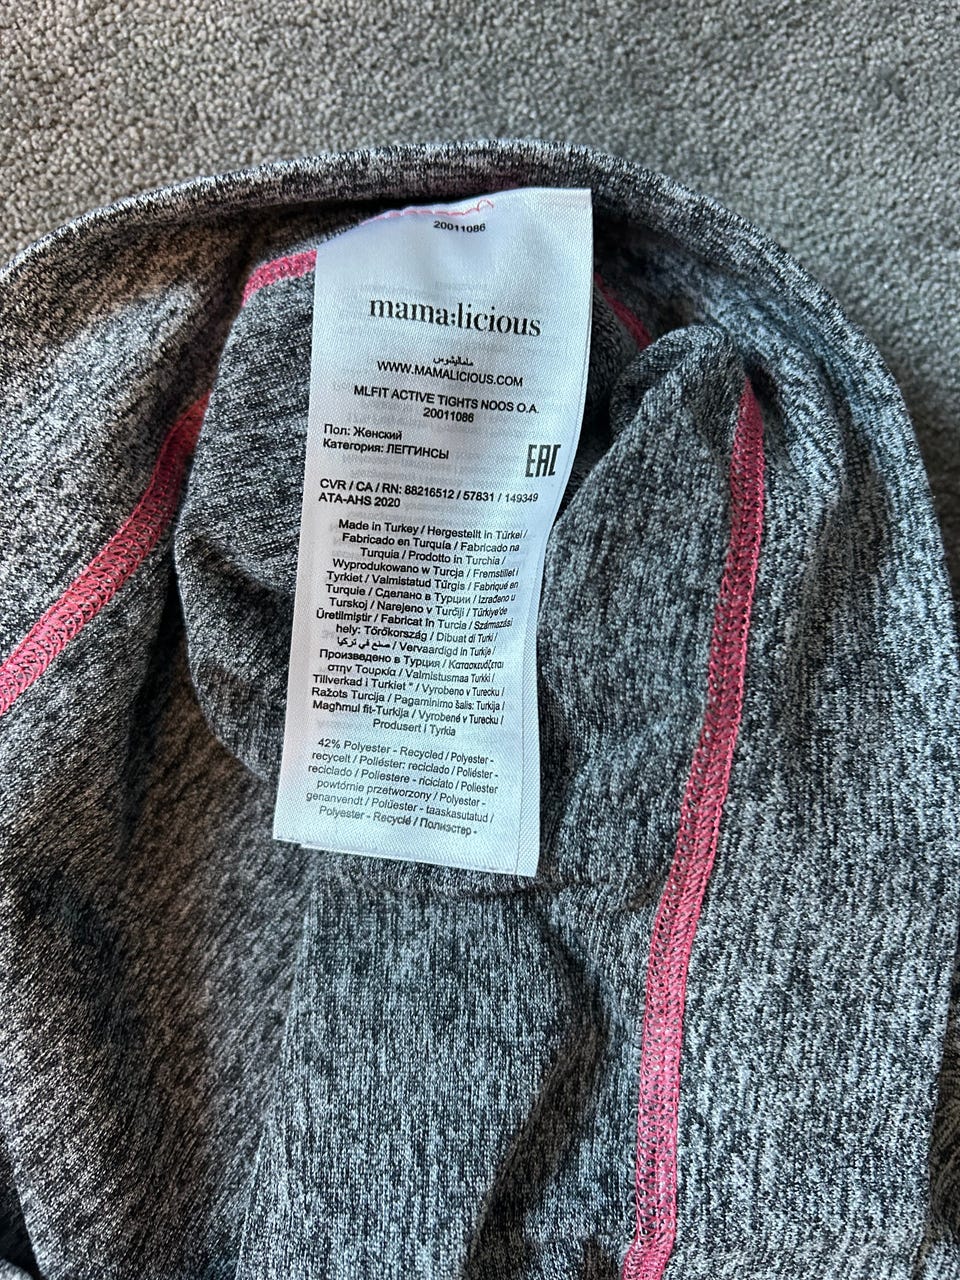 20011086
mama:licious
ماماليشوس
WWW.MAMALICIOUS.COM
MLFIT ACTIVE TIGHTS NOOS O.A.
20011086
Пол: Женский
Категория: ЛЕГГИНСЫ
EAC
CVR / CA / RN: 88216512 / 57831 / 149349
ATA-AHS 2020
Made in Turkey / Hergestellt in Türkei /
Fabricado en Turquía / Fabricado na
Turquia / Prodotto in Turchia /
Wyprodukowano w Turcja / Fremstillet i
Tyrkiet / Valmistatud Türgis / Fabriqué en
Turquie / Сделано в Турции / Izrađeno u
Turskoj / Narejeno v Turčiji / Türkiye'de
Üretilmiştir / Fabricat în Turcia / Származási
hely: Törökország / Dibuat di Turki /
صنع في تركيا / Vervaardigd in Turkije /
Произведено в Турция / Κατασκευάζεται
στην Τουρκία / Valmistusmaa Turkki /
Tillverkad i Turkiet " / Vyrobeno v Turecku /
Ražots Turcija / Pagaminimo šalis: Turkija /
Magħmul fit-Turkija / Vyrobené v Turecku /
Produsert i Tyrkia
42% Polyester - Recycled / Polyester -
recycelt / Poliéster: reciclado / Poliéster -
reciclado / Poliestere - riciclato / Poliester
powtórnie przetworzony / Polyester -
genanvendt / Polüester - taaskasutatud /
Polyester - Recyclé / Полиэстер -